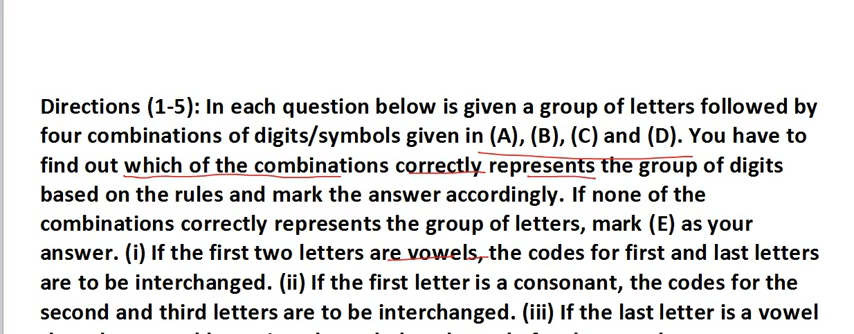 Directions (1-5): In each question below is given a group of letters followed by
four combinations of digits/symbols given in (A), (B), (C) and (D). You have to
find out which of the combinations correctly represents the group of digits
based on the rules and mark the answer accordingly. If none of the
combinations correctly represents the group of letters, mark (E) as your
answer. (i) If the first two letters are vowels, the codes for first and last letters
are to be interchanged. (ii) If the first letter is a consonant, the codes for the
second and third letters are to be interchanged. (iii) If the last letter is a vowel